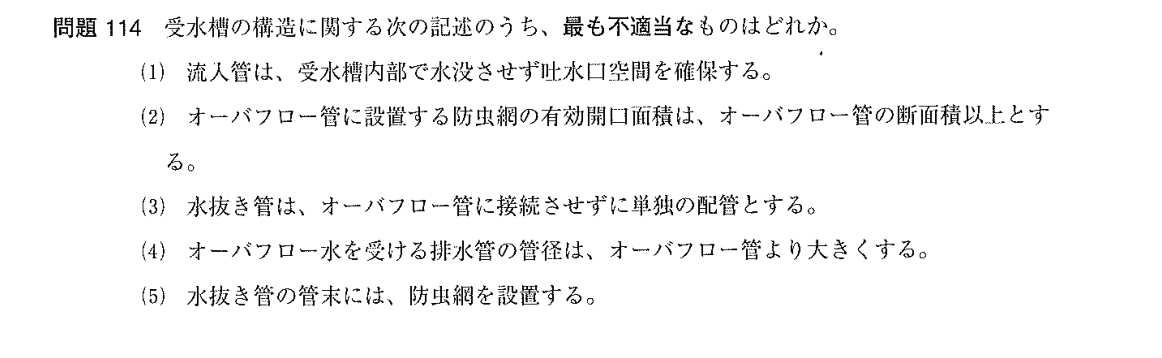 問題 114 受水槽の構造に関する次の記述のうち、最も不適当なものはどれか。
(1) 流入管は、受水槽内部で水没させず吐水口空間を確保する。
(2) オーバフロー管に設置する防虫網の有効開口面積は、オーバフロー管の断面積以上とす
る。
(3) 水抜き管は、オーバフロー管に接続させずに単独の配管とする。
(4) オーバフロー水を受ける排水管の管径は、オーバフロー管より大きくする。
(5) 水抜き管の管末には、防虫網を設置する。